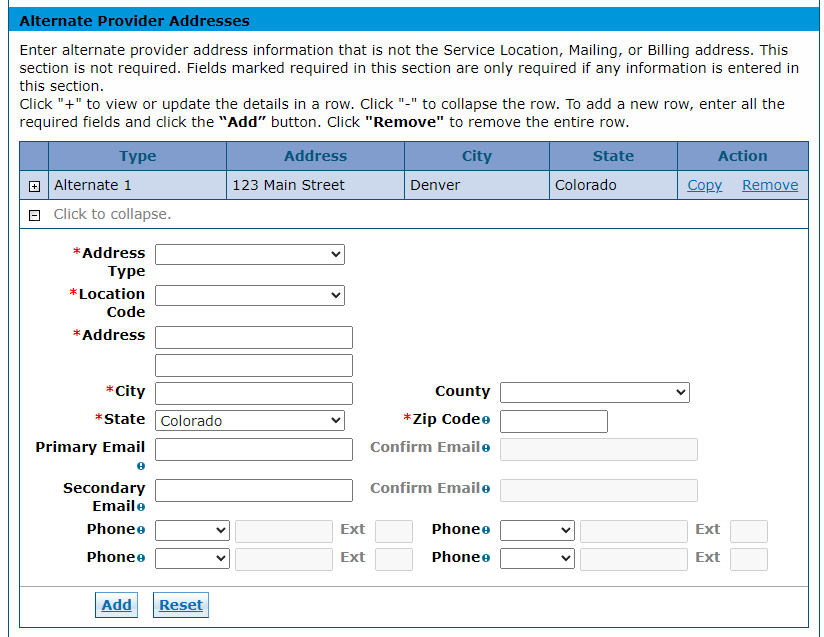 Alternate Provider Addresses
Enter alternate provider address information that is not the Service Location, Mailing, or Billing address. This
section is not required. Fields marked required in this section are only required if any information is entered in
this section.
Click "+" to view or update the details in a row. Click "-" to collapse the row. To add a new row, enter all the
required fields and click the “Add” button. Click "Remove" to remove the entire row.
Type Address City State Action
Alternate 1 123 Main Street Denver Colorado Copy Remove
Click to collapse.
*Address
Type
*Location
Code
*Address
*City County
*State Colorado *Zip Code
Primary Email Confirm Email
Secondary Confirm Email
Email
Phone Ext Phone Ext
Phone Ext Phone Ext
Add Reset